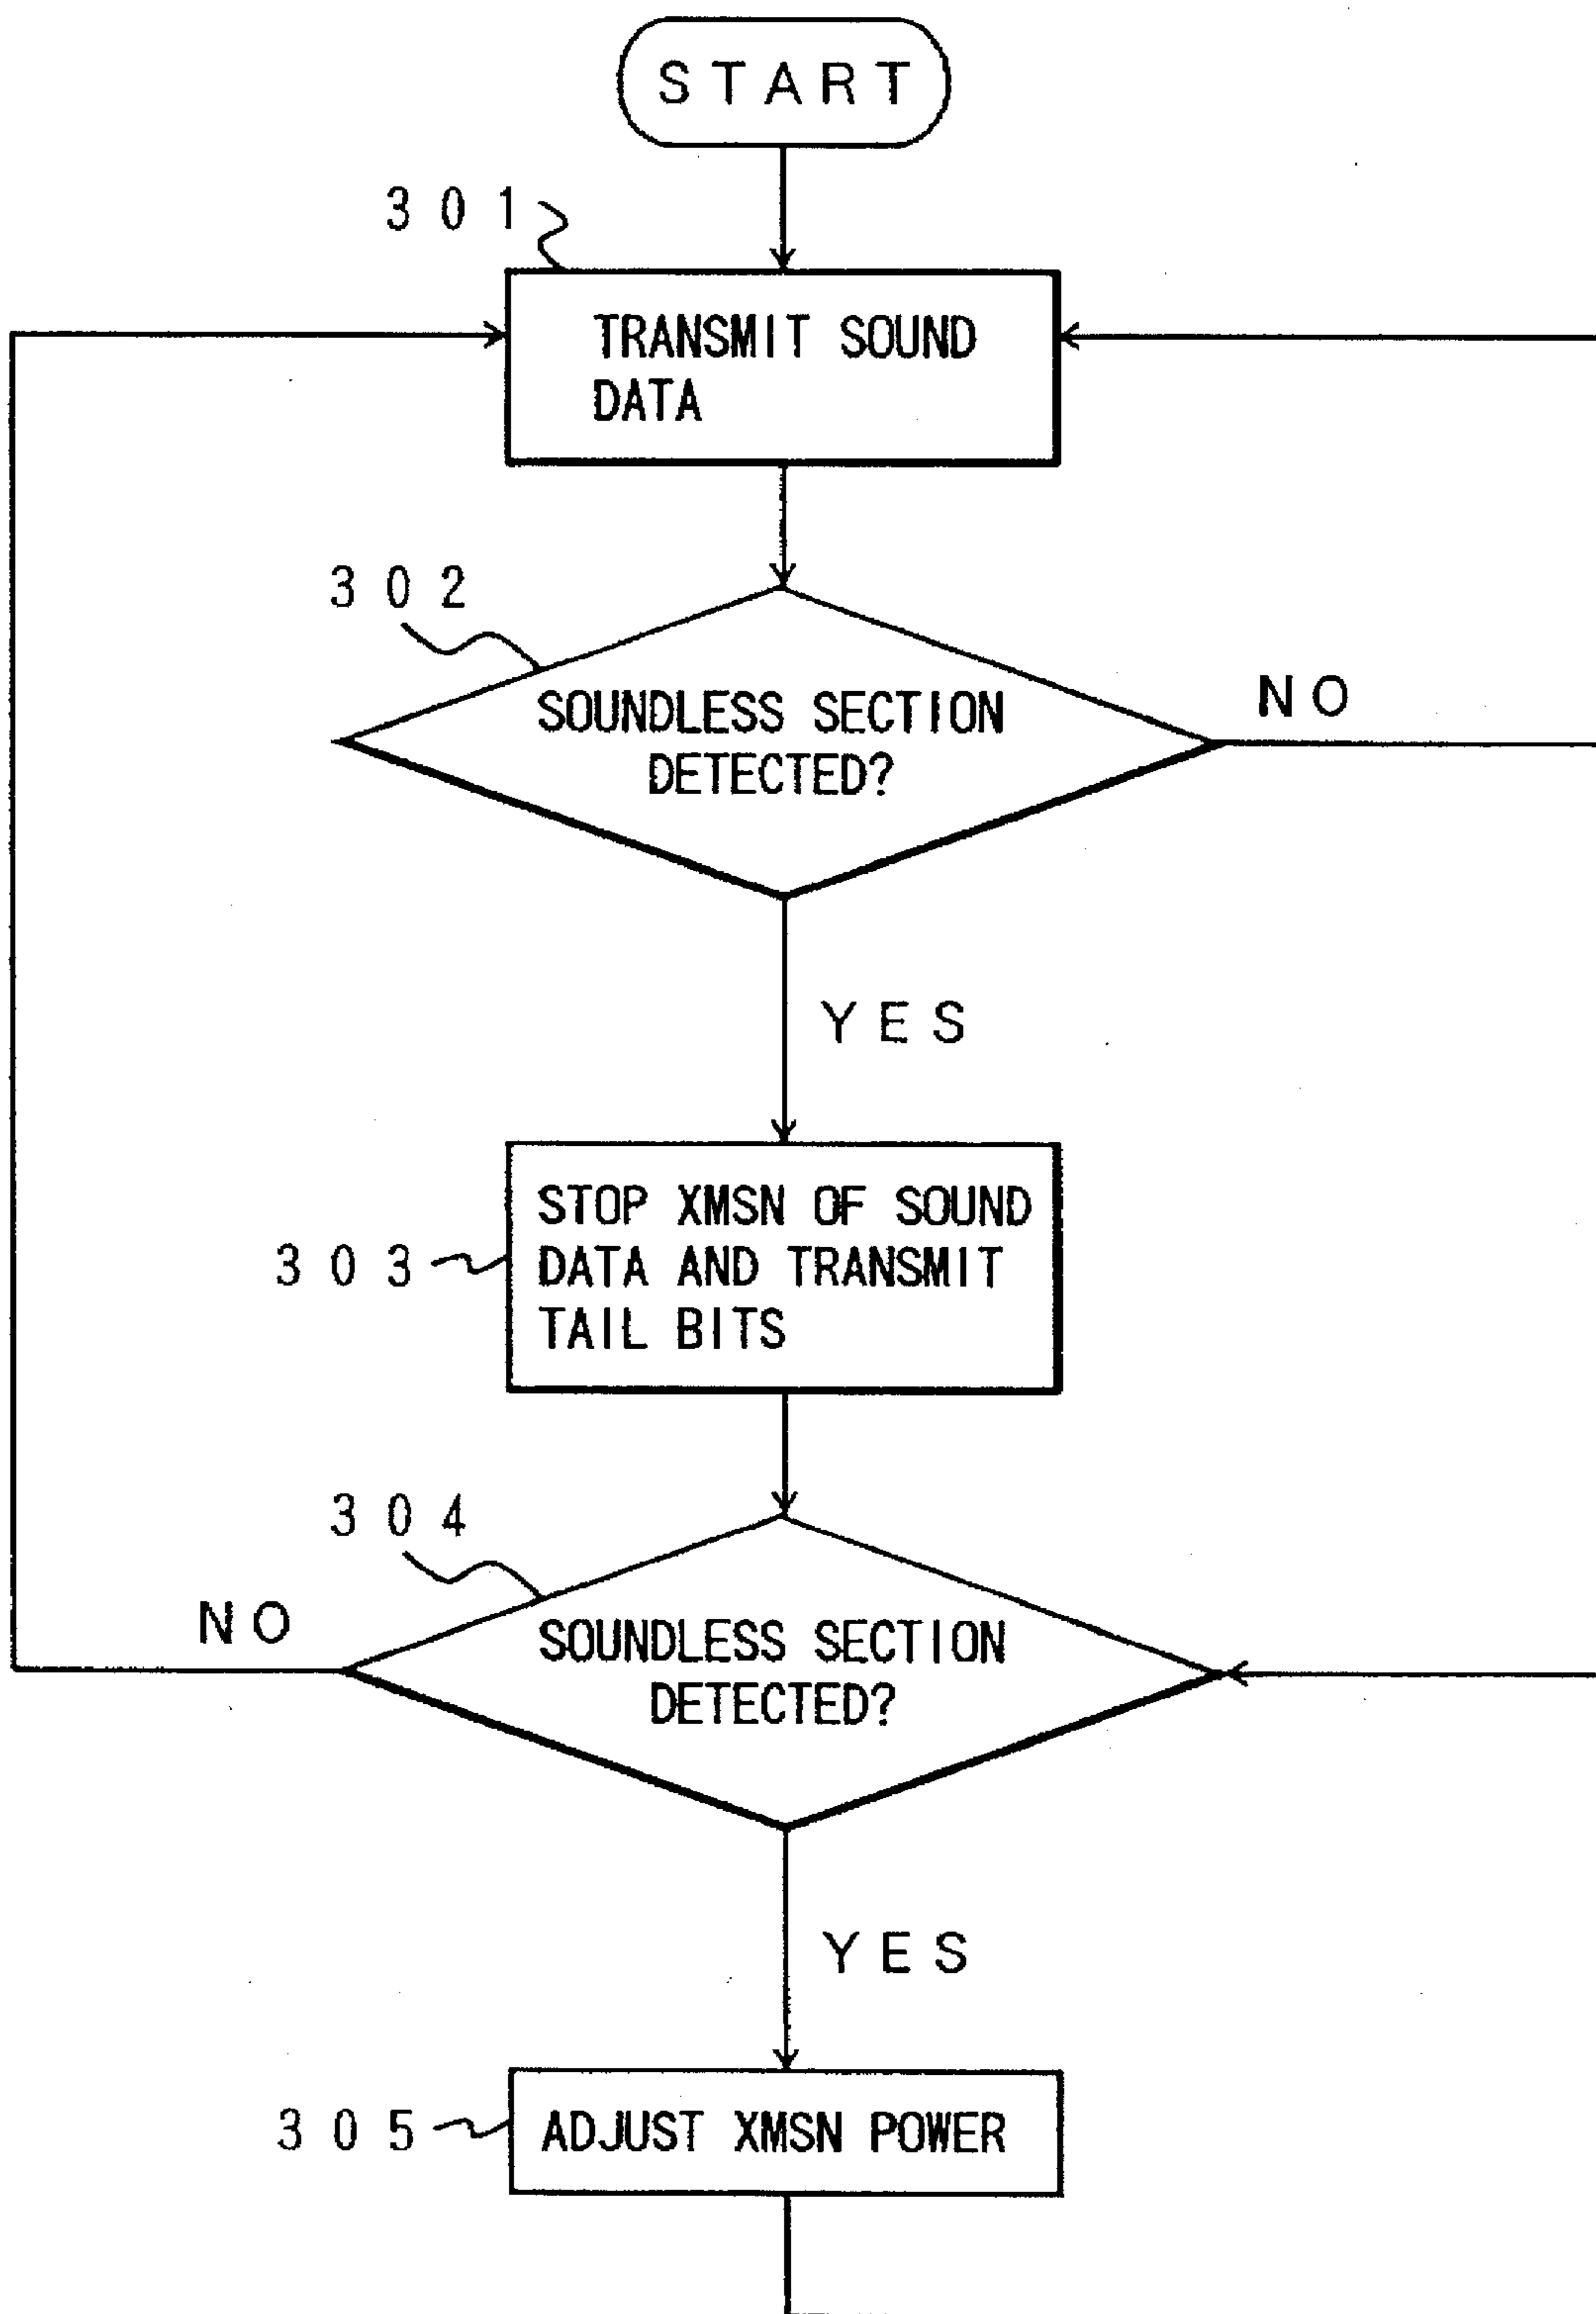 START
301
TRANSMIT SOUND
DATA
302
SOUNDLESS SECTION
DETECTED?
NO
YES
303
STOP XMSN OF SOUND
DATA AND TRANSMIT
TAIL BITS
304
NO
SOUNDLESS SECTION
DETECTED?
YES
305
ADJUST XMSN POWER